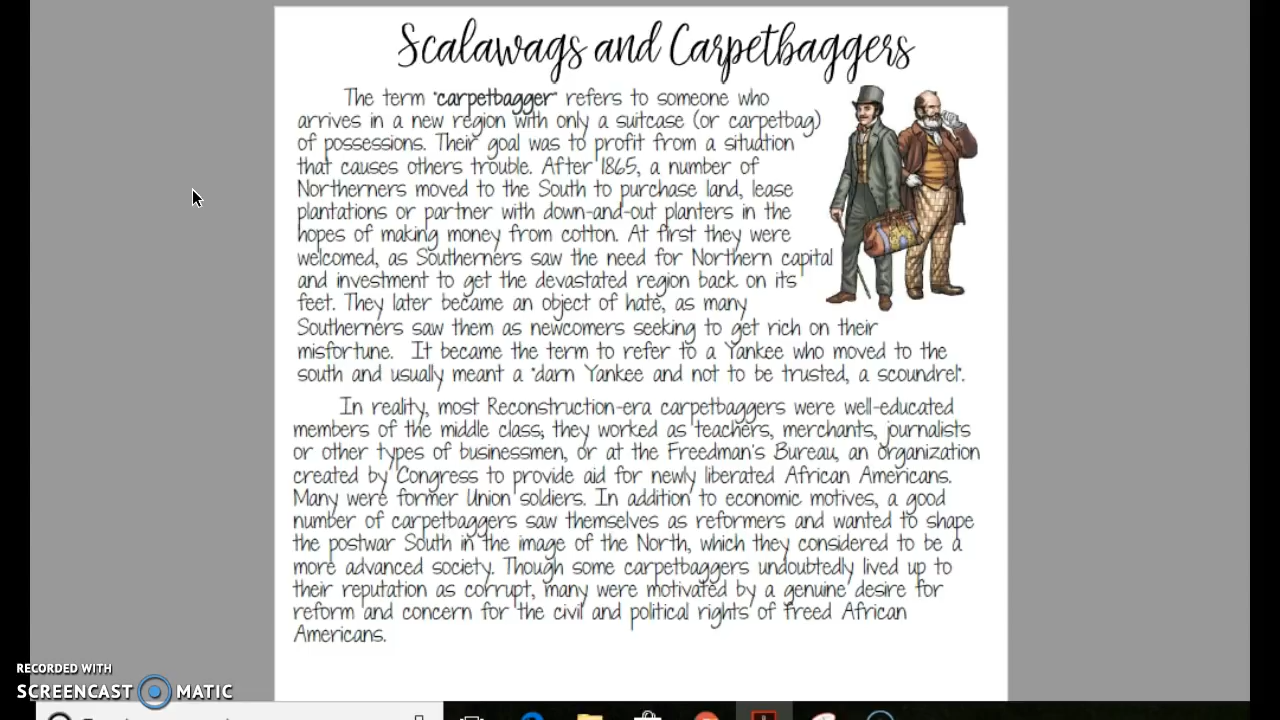 Scalawags and Carpetbaggers
The term "carpetbagger" refers to someone who
arrives in a new region with only a suitcase (or carpetbag)
of possessions. Their goal was to profit from a situation
that causes others trouble. After 1865, a number of
Northerners moved to the South to purchase land, lease
plantations or partner with down-and-out planters in the
hopes of making money from cotton. At first they were
welcomed, as Southerners saw the need for Northern capital
and investment to get the devastated region back on its
feet. They later became an object of hate, as many
Southerners saw them as newcomers seeking to get rich on their
misfortune. It became the term to refer to a Yankee who moved to the
south and usually meant a "darn Yankee and not to be trusted, a scoundrel".
In reality, most Reconstruction-era carpetbaggers were well-educated
members of the middle class; they worked as teachers, merchants, journalists
or other types of businessmen, or at the Freedman's Bureau, an organization
created by Congress to provide aid for newly liberated African Americans.
Many were former Union soldiers. In addition to economic motives, a good
number of carpetbaggers saw themselves as reformers and wanted to shape
the postwar South in the image of the North, which they considered to be a
more advanced society. Though some carpetbaggers undoubtedly lived up to
their reputation as corrupt, many were motivated by a genuine desire for
reform and concern for the civil and political rights of freed African
Americans.
RECORDED WITH
SCREENCAST MATIC